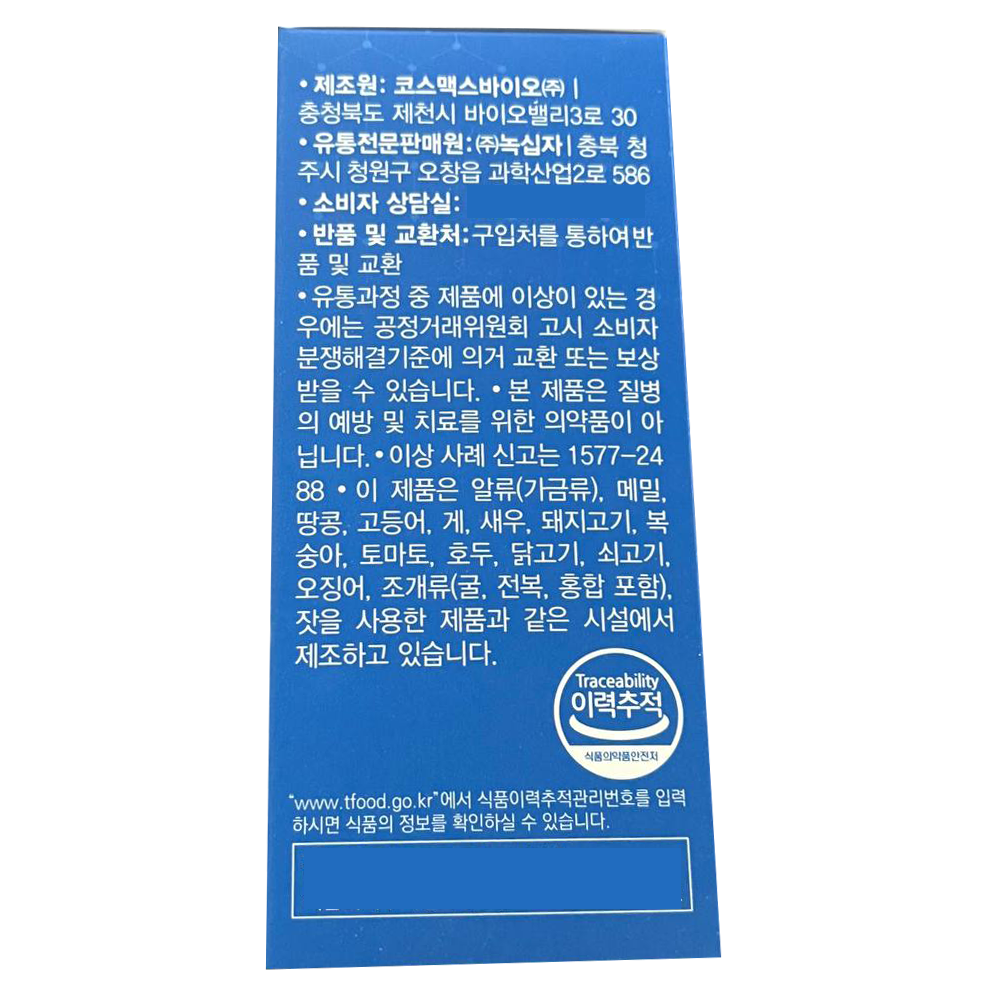 • 제조원: 코스맥스바이오㈜ |
충청북도 제천시 바이오밸리3로 30
• 유통전문판매원:㈜녹십자 | 충북 청
주시 청원구 오창읍 과학산업2로 586
• 소비자 상담실:
• 반품 및 교환처:구입처를 통하여 반
품 및 교환
• 유통과정 중 제품에 이상이 있는 경
우에는 공정거래위원회 고시 소비자
분쟁해결기준에 의거 교환 또는 보상
받을 수 있습니다. • 본 제품은 질병
의 예방 및 치료를 위한 의약품이 아
닙니다. • 이상 사례 신고는 1577-24
88 • 이 제품은 알류(가금류), 메밀,
땅콩, 고등어, 게, 새우, 돼지고기, 복
숭아, 토마토, 호두, 닭고기, 쇠고기,
오징어, 조개류(굴, 전복, 홍합 포함),
잣을 사용한 제품과 같은 시설에서
제조하고 있습니다.
Traceability
이력추적
식품의약품안전처
"www.tfood.go.kr"에서 식품이력추적관리번호를 입력
하시면 식품의 정보를 확인하실 수 있습니다.